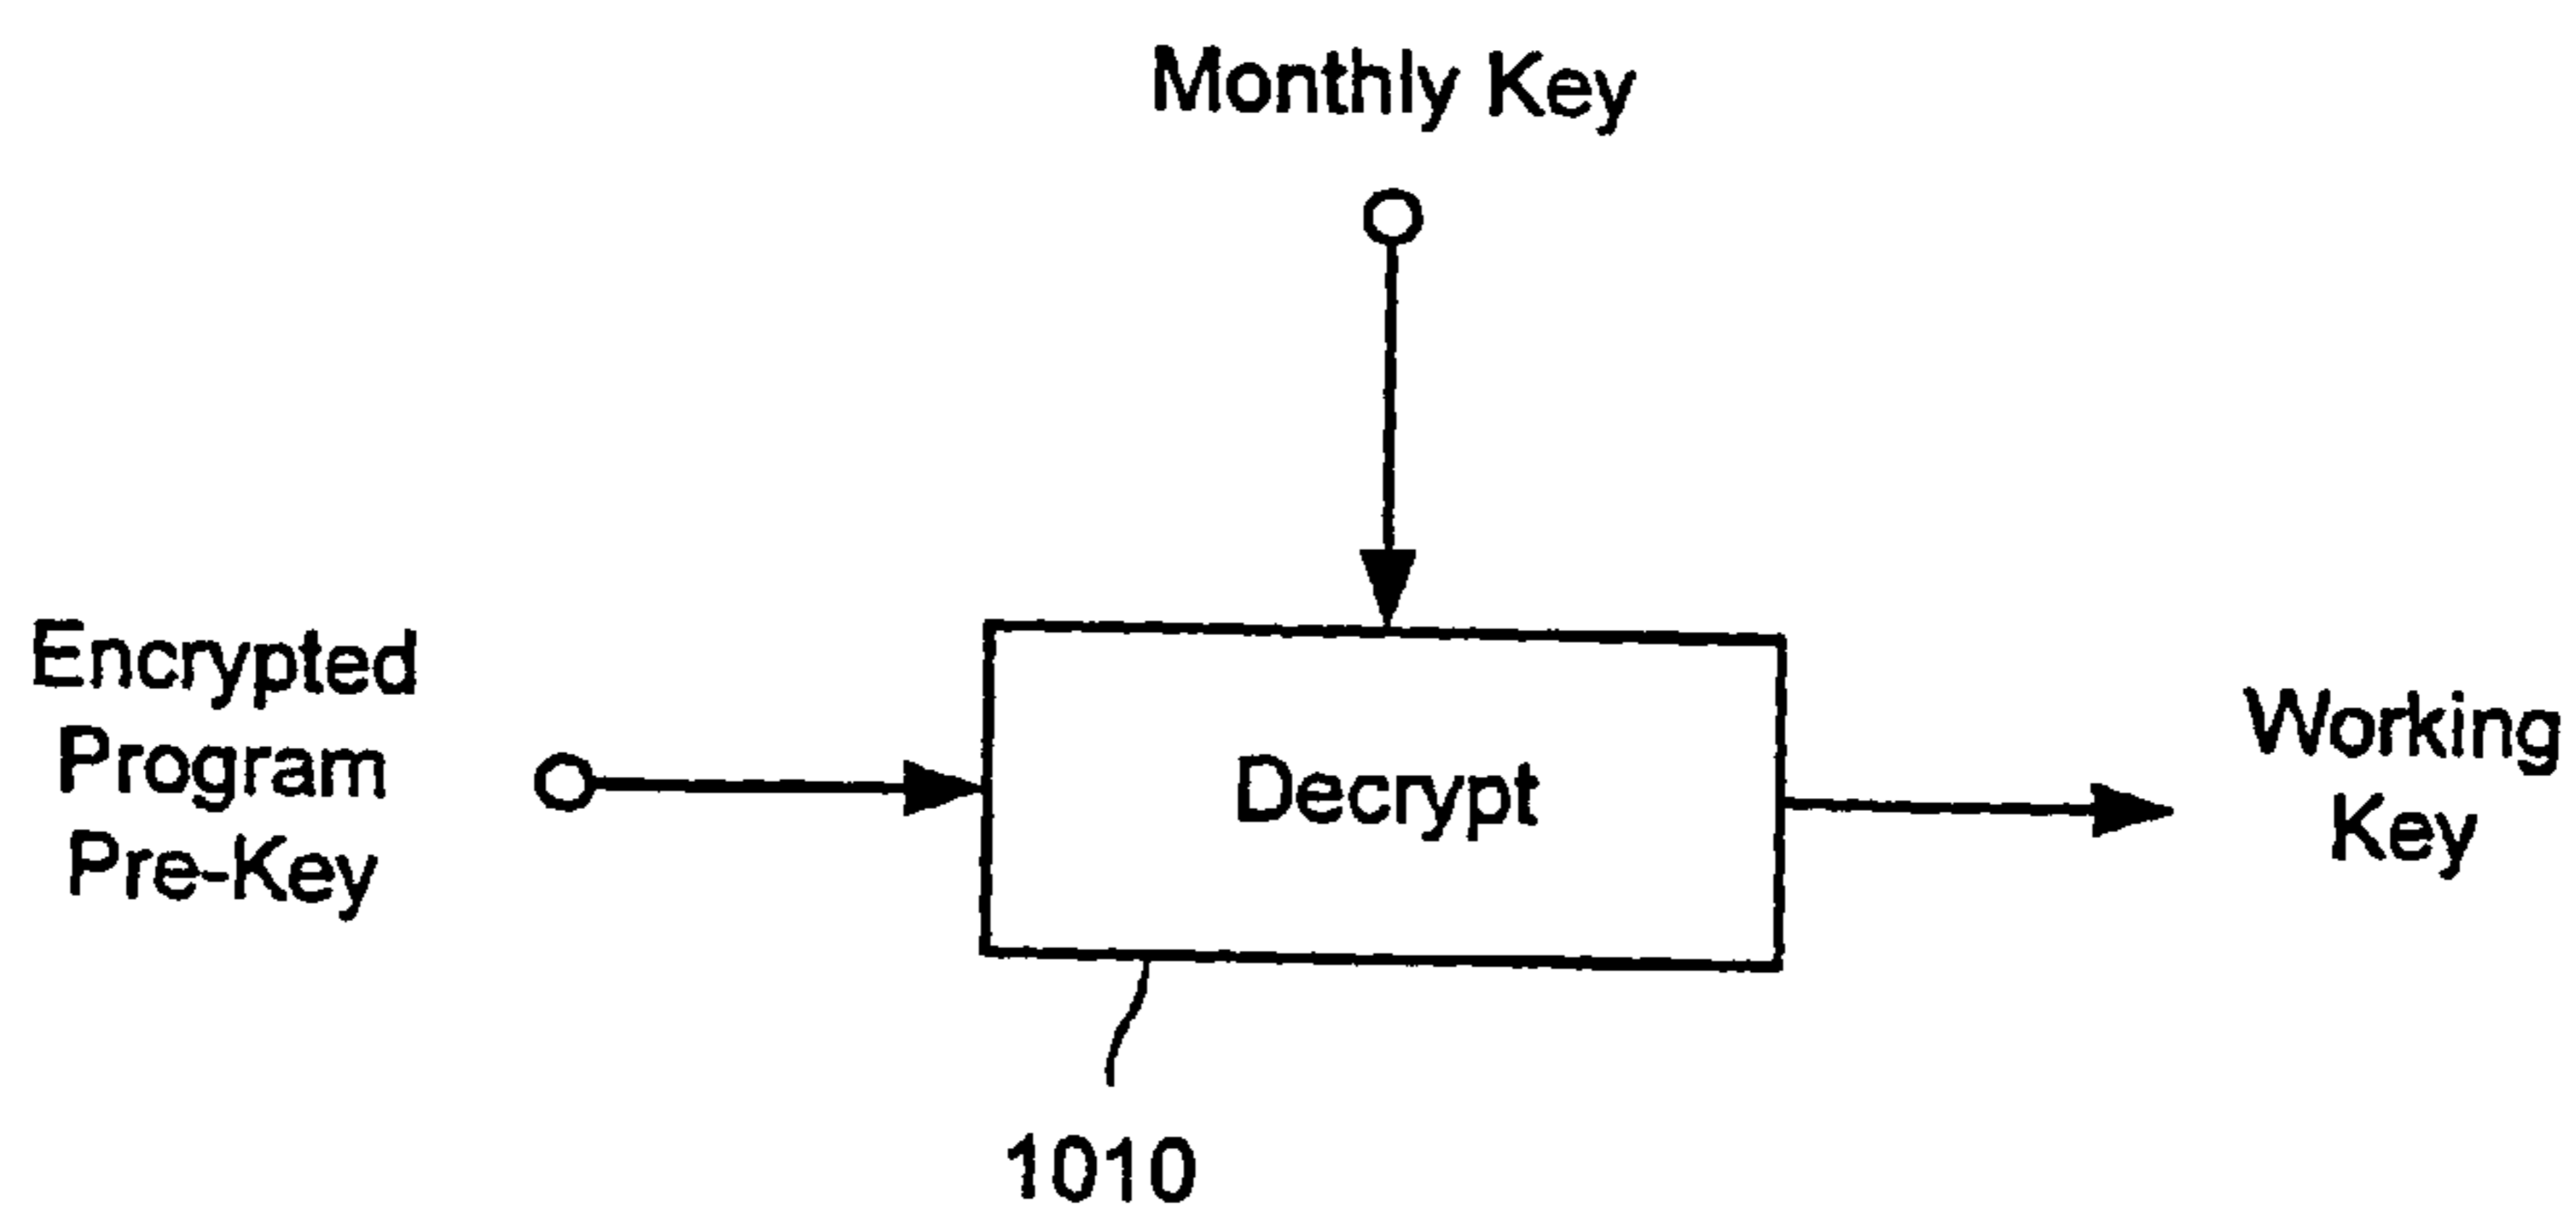 Monthly Key
Encrypted
Program
Pre-Key
Decrypt
Working
Key
1010